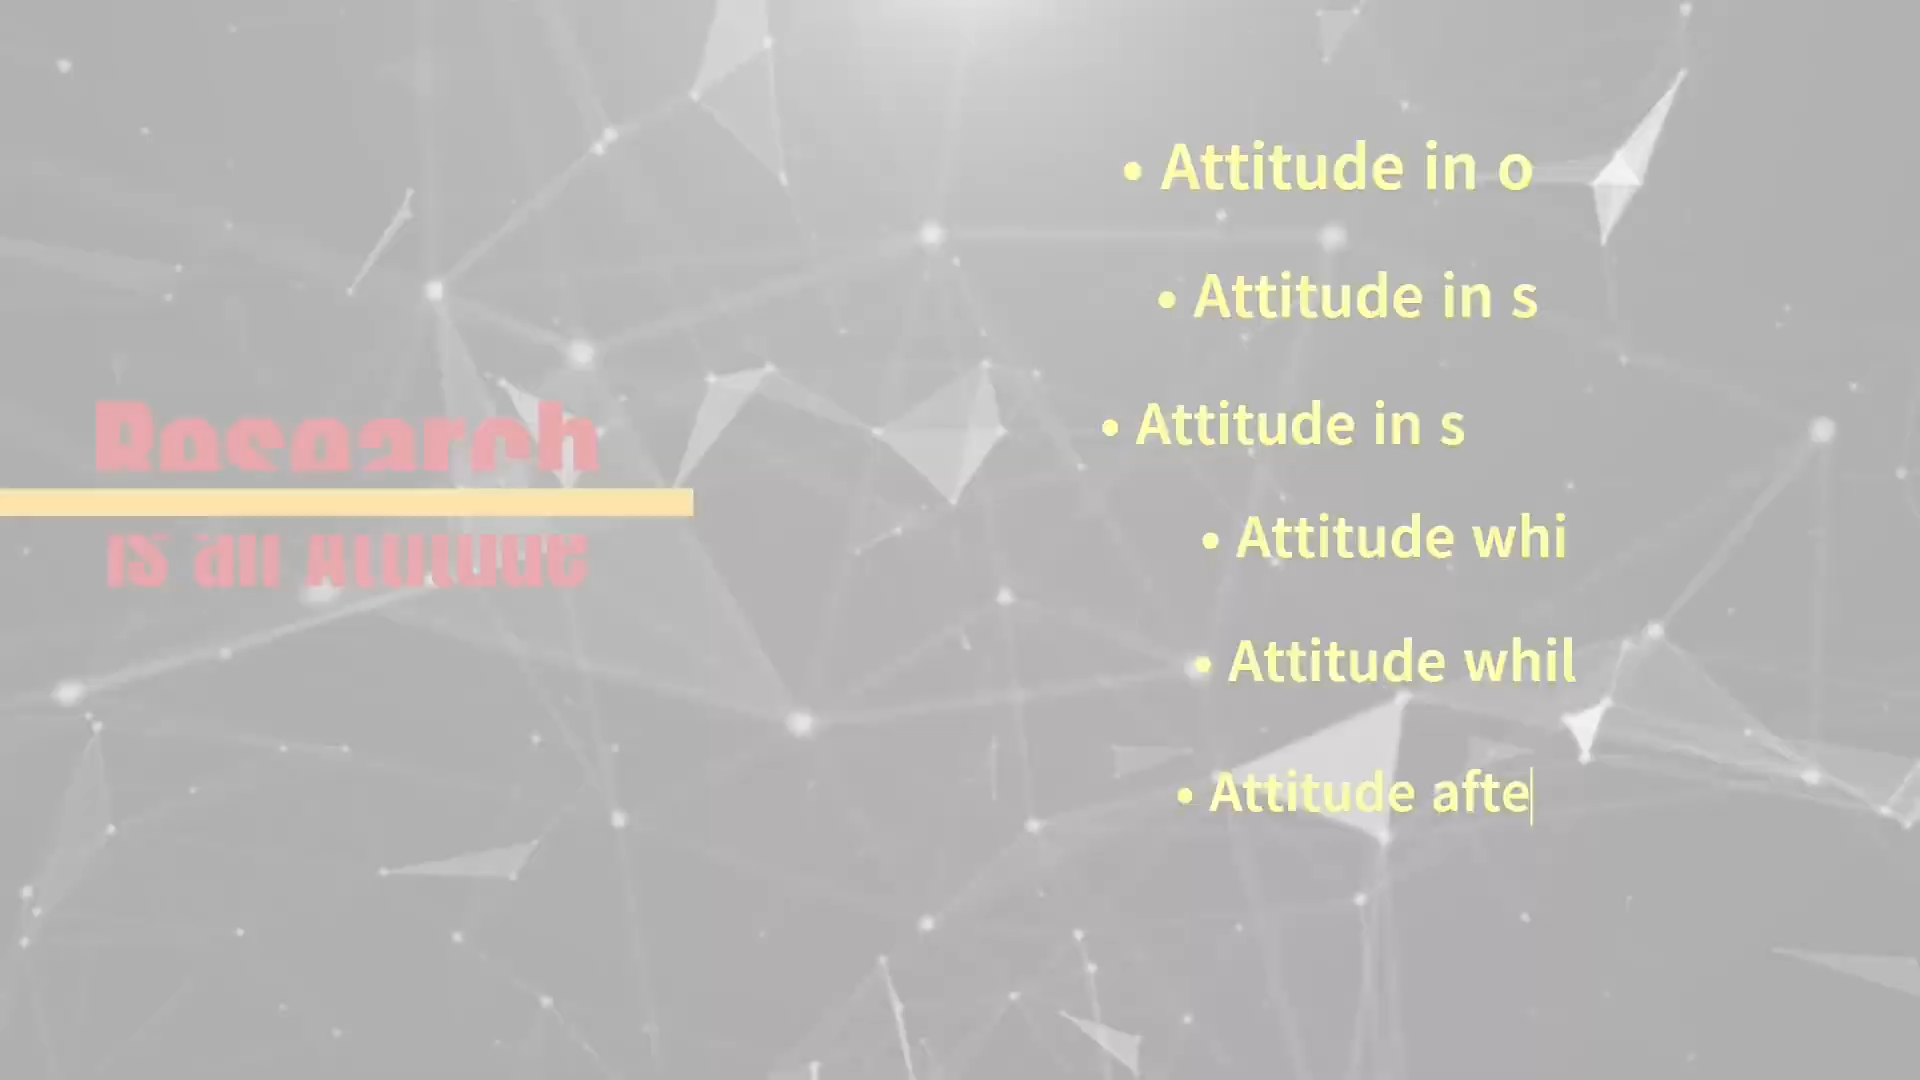 Research
is an Attitude
• Attitude in o
• Attitude in s
• Attitude in s
• Attitude whi
• Attitude whil
• Attitude afte